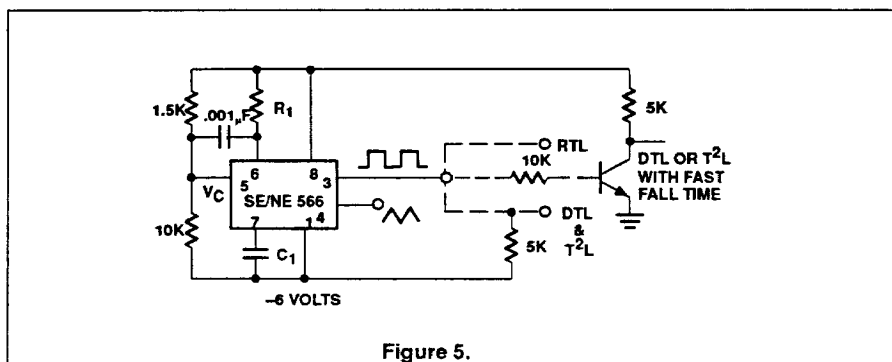 1.5K
.001µF
R1
5K
RTL
10K
6
8
3
5
VC
SE/NE 566
7
1
4
DTL OR T²L
WITH FAST
FALL TIME
10K
C1
DTL
&
T²L
5K
–6 VOLTS
Figure 5.